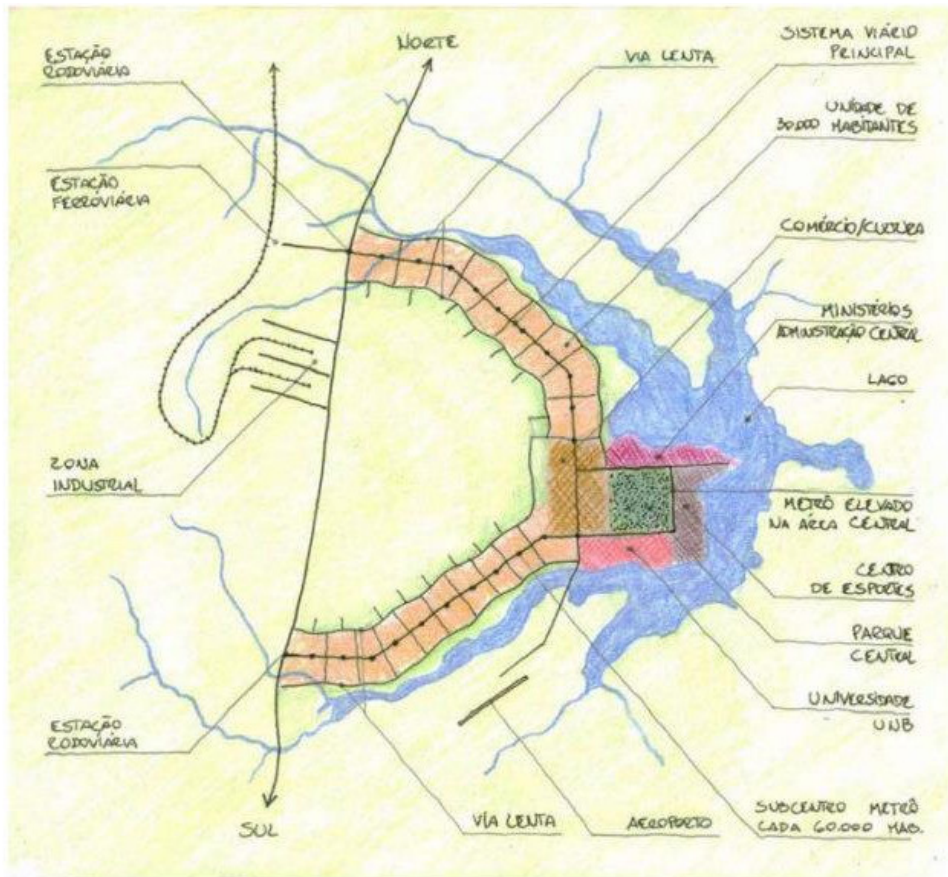 ESTAÇÃO
RODOVIÁRIA
NORTE
VIA LENTA
SISTEMA VIÁRIO
PRINCIPAL
UNIDADE DE
30.000 HABITANTES
ESTAÇÃO
FERROVIÁRIA
COMÉRCIO/CULTURA
MINISTÉRIOS
ADMINISTRAÇÃO CENTRAL
LAGO
ZONA
INDUSTRIAL
METRÔ ELEVADO
NA ÁREA CENTRAL
CENTRO
DE ESPORTES
PARQUE
CENTRAL
UNIVERSIDADE
UNB
ESTAÇÃO
RODOVIÁRIA
SUL
VIA LENTA
AEROPORTO
SUBCENTRO METRÔ
CADA 60.000 HAB.